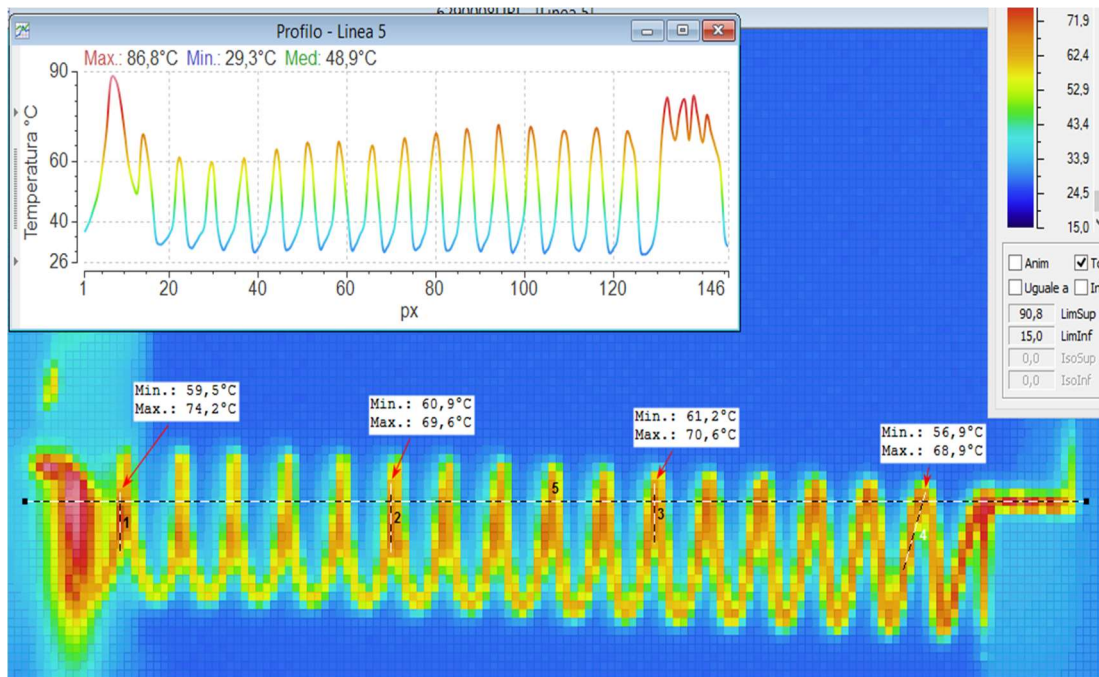 Profilo - Linea 5
Max.: 86,8°C Min.: 29,3°C Med: 48,9°C
Temperatura °C
90
60
40
26
1
20
40
60
80
100
120
146
px
71,9
62,4
52,9
43,4
33,9
24,5
15,0
Anim
Uguale a
90,8 LimSup
15,0 LimInf
0,0 IsoSup
0,0 IsoInf
Min.: 59,5°C
Max.: 74,2°C
Min.: 60,9°C
Max.: 69,6°C
Min.: 61,2°C
Max.: 70,6°C
Min.: 56,9°C
Max.: 68,9°C
1
2
5
3
4